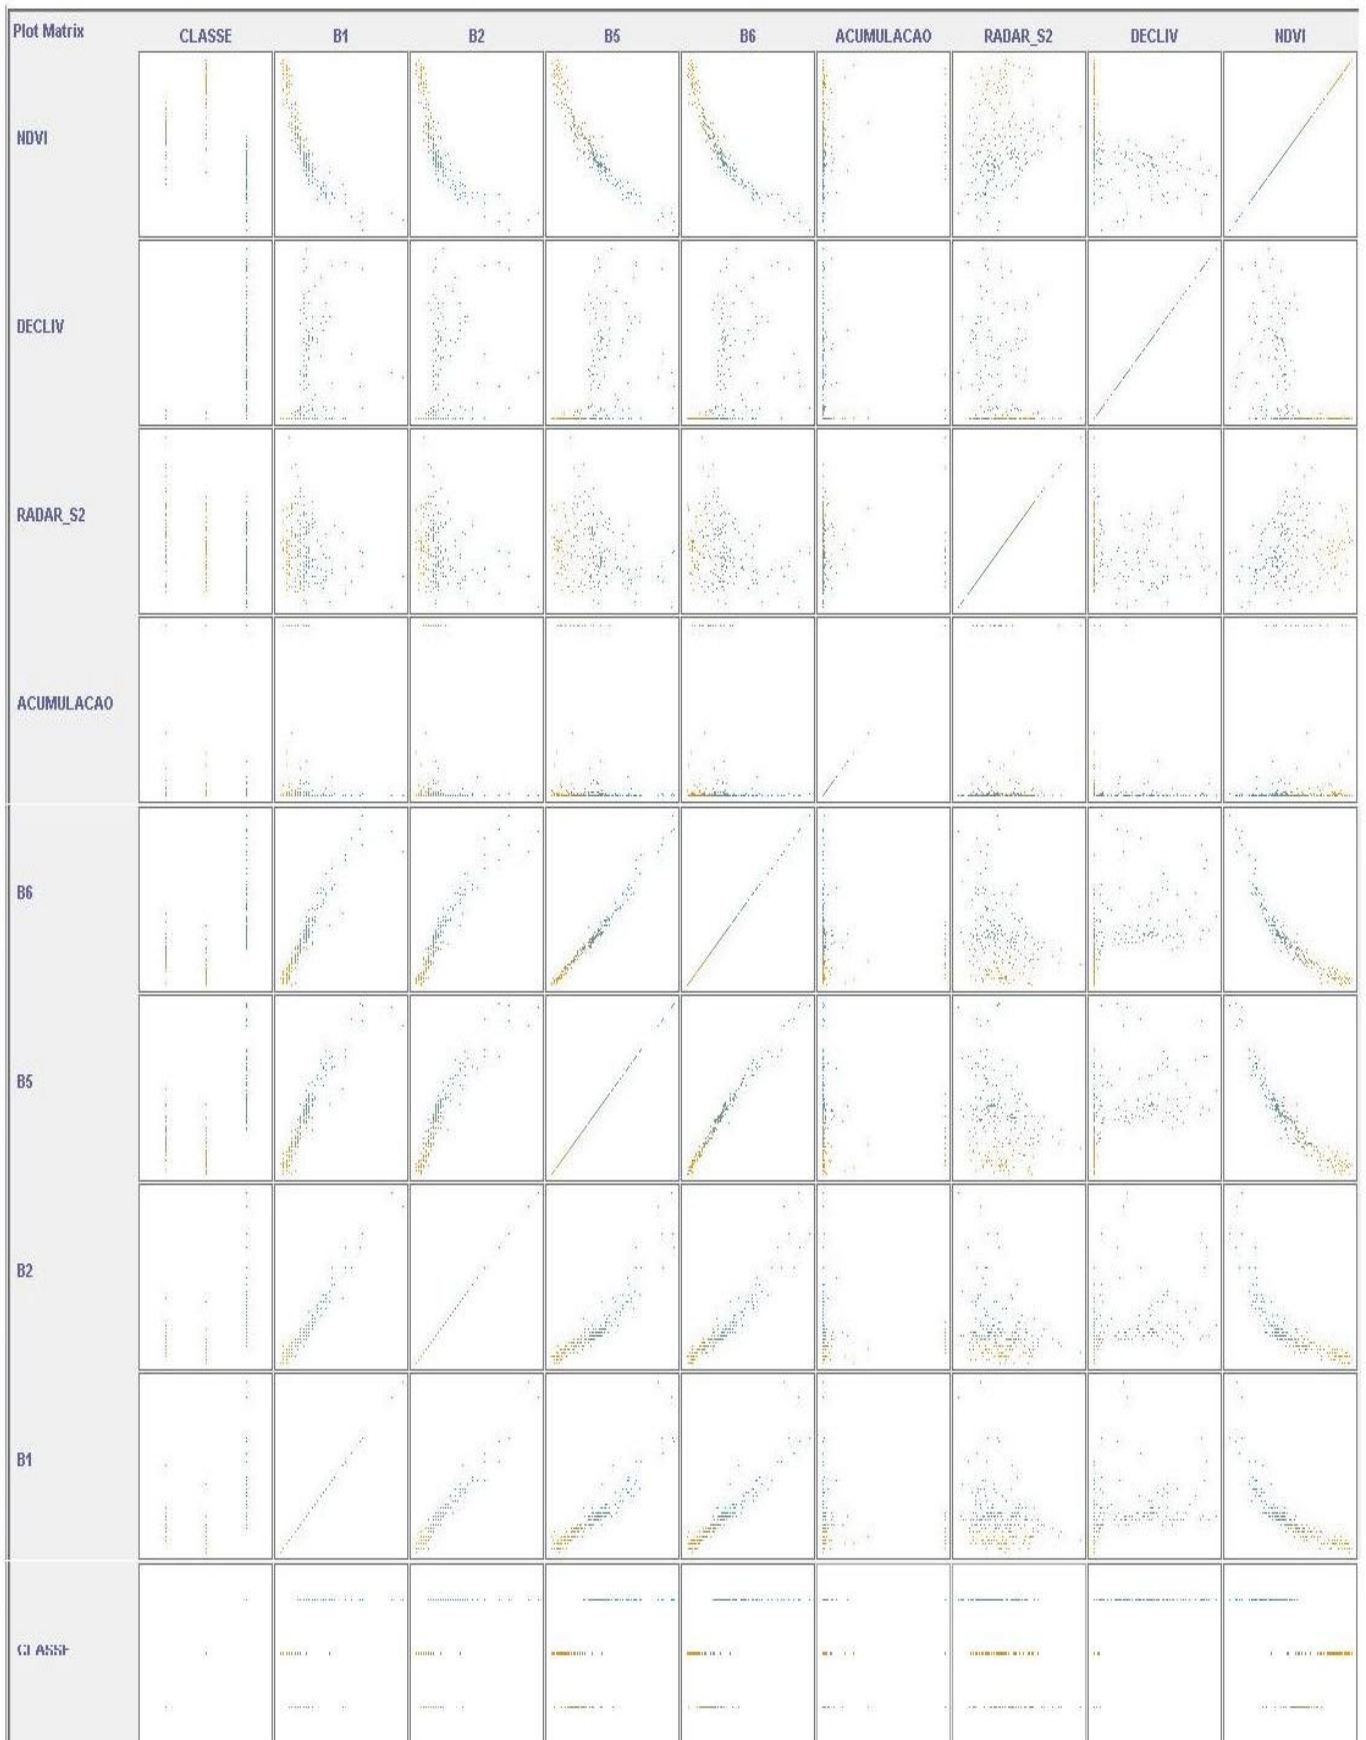 Plot Matrix CLASSE B1 B2 B5 B6 ACUMULACAO RADAR_S2 DECLIV NDVI
NDVI
DECLIV
RADAR_S2
ACUMULACAO
B6
B5
B2
B1
CLASSE